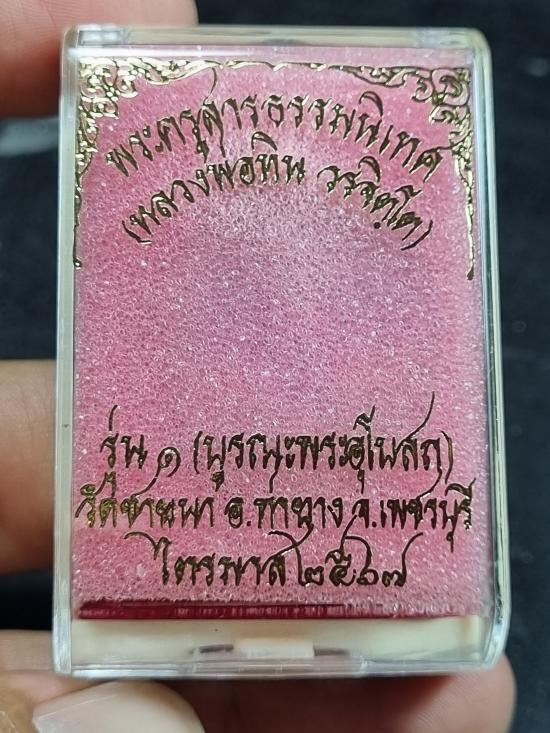 พระครูสุารธรรมนิเทศ
(หลวงพ่อทิน วรจิตฺโต)
รุ่น ๑ (บูรณะพระอุโบสถ)
วัดชายนา อ.ท่ายาง จ.เพชรบุรี
ไตรมาส ๒๕๖๗